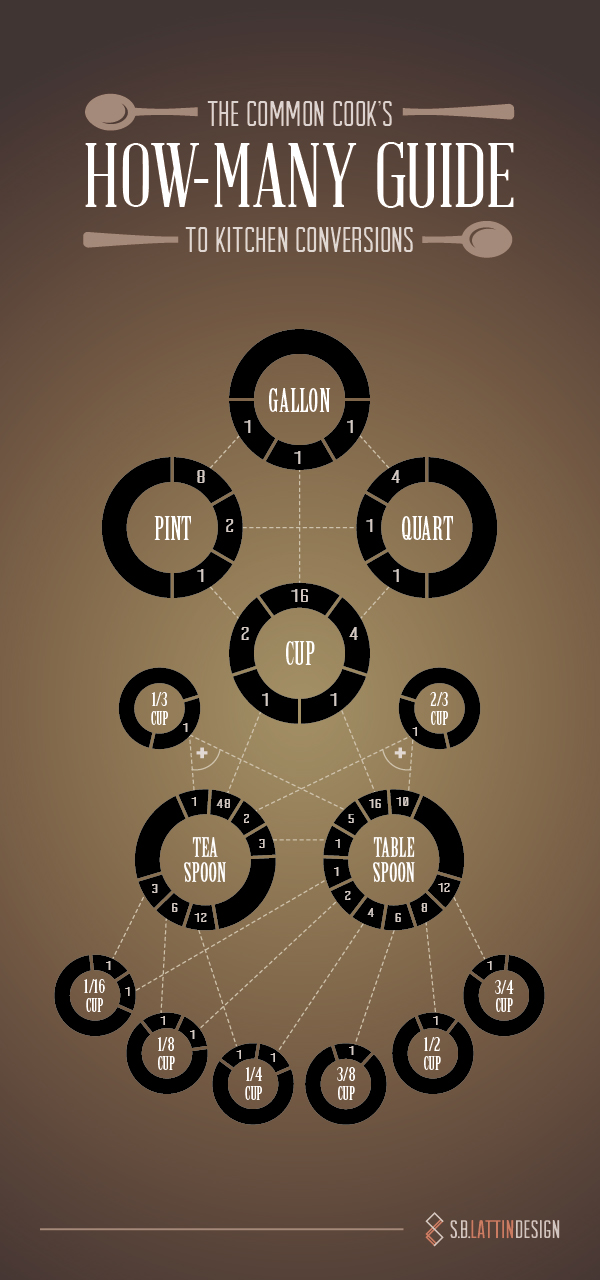 THE COMMON COOK'S
HOW-MANY GUIDE
TO KITCHEN CONVERSIONS
GALLON
1
1
1
PINT
8
2
1
QUART
4
1
1
CUP
16
2
4
1
1
1/3
CUP
1
2/3
CUP
1
+
+
TEA
SPOON
1
48
2
3
3
6
12
TABLE
SPOON
5
16
10
1
1
2
4
6
8
12
1/16
CUP
1
1
1/8
CUP
1
1
1/4
CUP
1
1
3/8
CUP
1
1/2
CUP
1
3/4
CUP
1
S.B.LATTINDESIGN